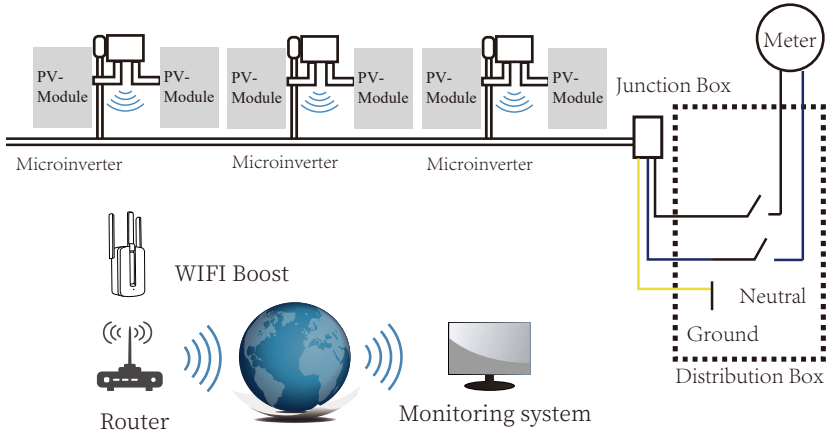 Meter
PV-
Module
PV-
Module
PV-
Module
PV-
Module
PV-
Module
PV-
Module
Junction Box
Microinverter
Microinverter
Microinverter
WIFI Boost
Neutral
Ground
Distribution Box
Router
Monitoring system